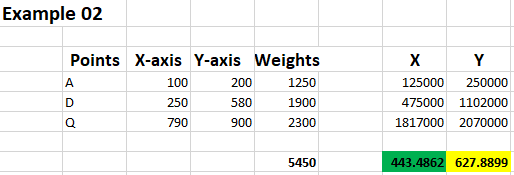 Example 02
Points X-axis Y-axis Weights X Y
A 100 200 1250 125000 250000
D 250 580 1900 475000 1102000
Q 790 900 2300 1817000 2070000
5450 443.4862 627.8899